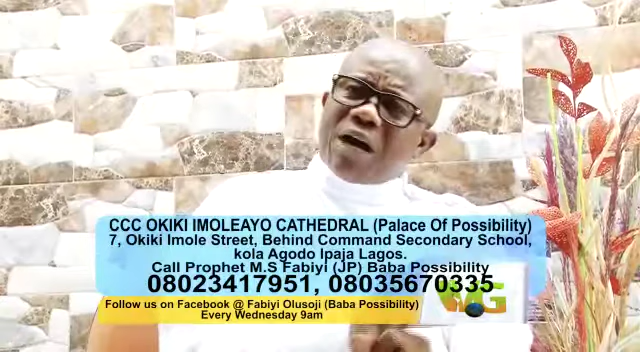 CCC OKIKI IMOLEAYO CATHEDRAL (Palace Of Possibility)
7, Okiki Imole Street, Behind Command Secondary School,
kola Agodo Ipaja Lagos.
Call Prophet M.S Fabiyi (JP) Baba Possibility
08023417951, 08035670335
Follow us on Facebook @ Fabiyi Olusoji (Baba Possibility)
Every Wednesday 9am